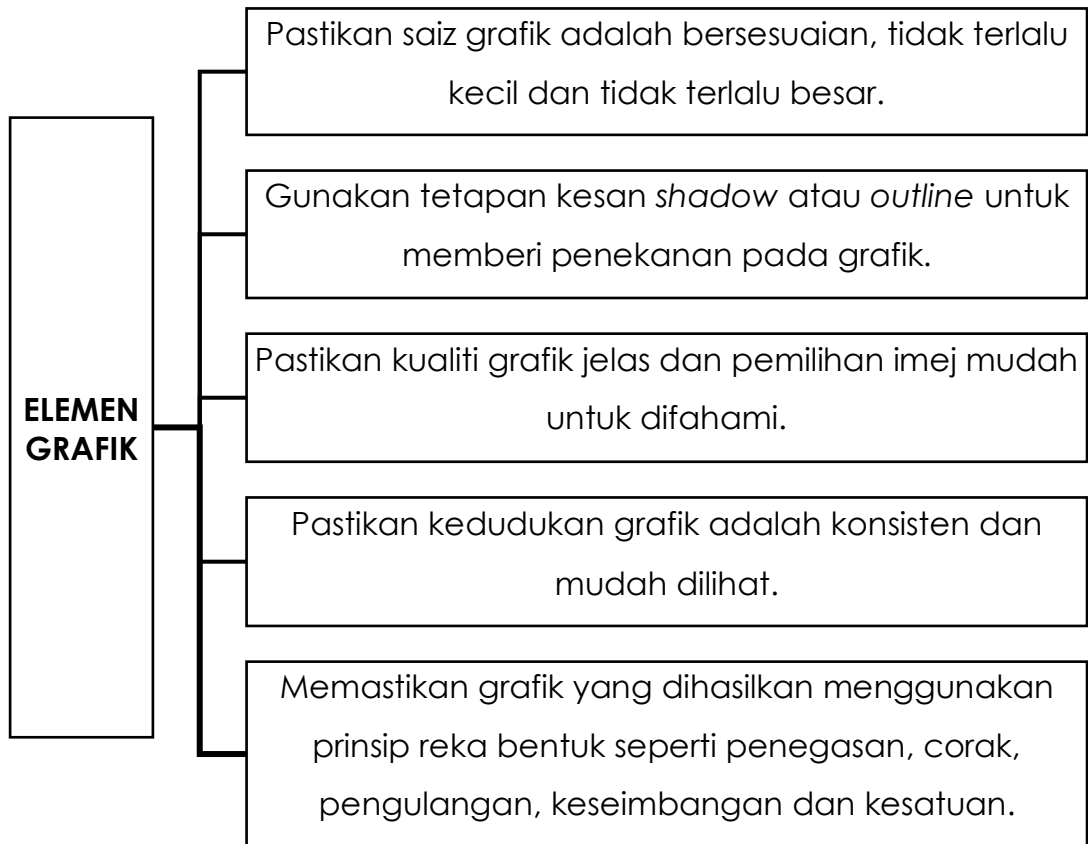 Pastikan saiz grafik adalah bersesuaian, tidak terlalu
kecil dan tidak terlalu besar.
Gunakan tetapan kesan shadow atau outline untuk
memberi penekanan pada grafik.
Pastikan kualiti grafik jelas dan pemilihan imej mudah
untuk difahami.
ELEMEN
GRAFIK
Pastikan kedudukan grafik adalah konsisten dan
mudah dilihat.
Memastikan grafik yang dihasilkan menggunakan
prinsip reka bentuk seperti penegasan, corak,
pengulangan, keseimbangan dan kesatuan.